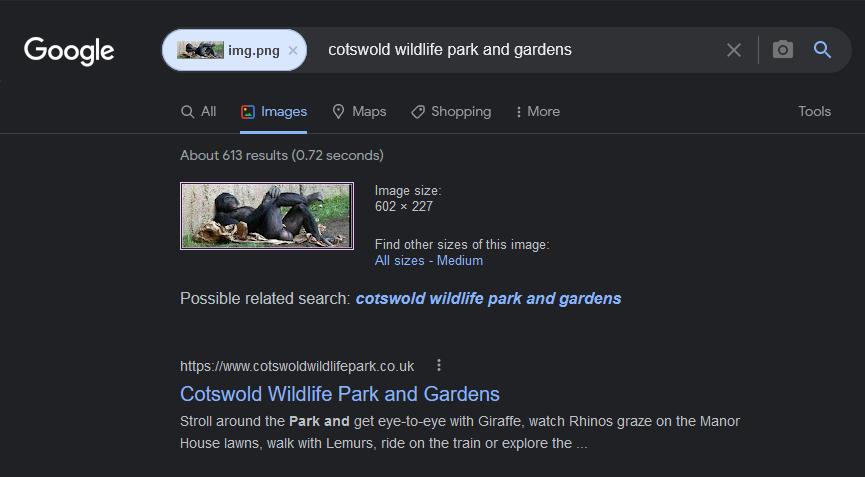 Google img.png × cotswold wildlife park and gardens
All Images Maps Shopping More Tools
About 613 results (0.72 seconds)
Image size:
602 × 227
Find other sizes of this image:
All sizes - Medium
Possible related search: cotswold wildlife park and gardens
https://www.cotswoldwildlifepark.co.uk
Cotswold Wildlife Park and Gardens
Stroll around the Park and get eye-to-eye with Giraffe, watch Rhinos graze on the Manor
House lawns, walk with Lemurs, ride on the train or explore the ...